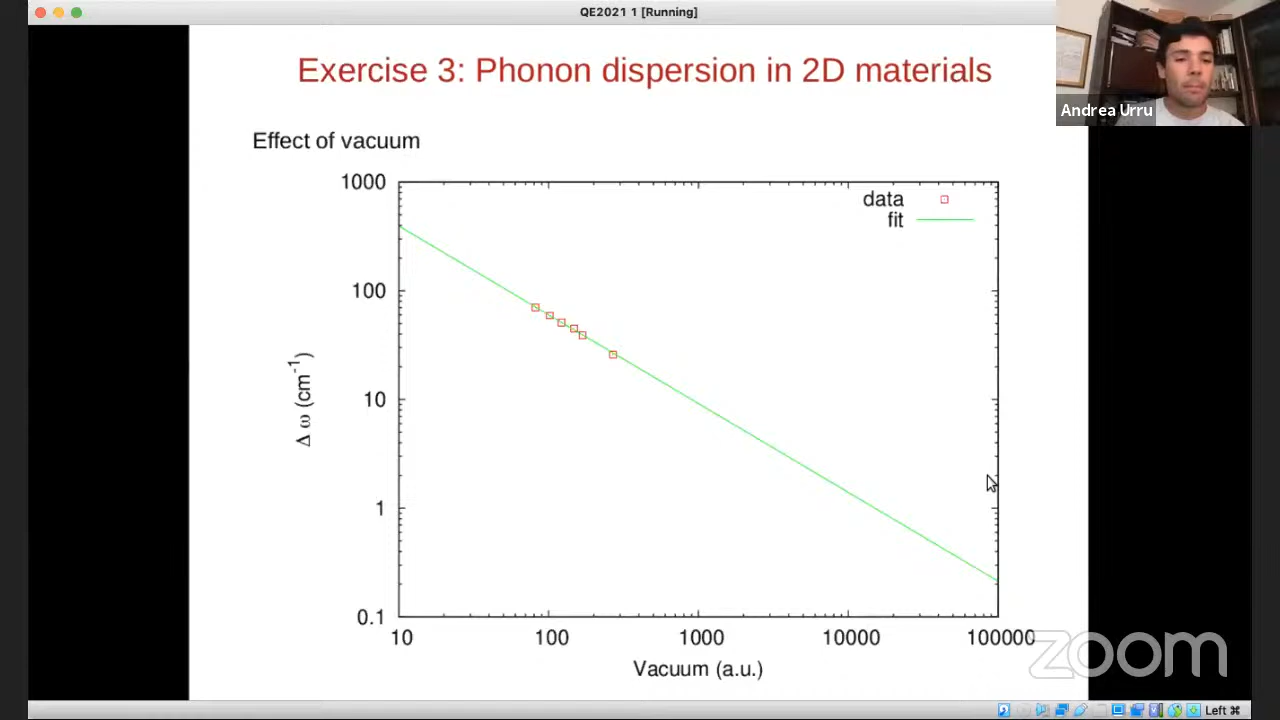 QE2021 1 [Running]
Exercise 3: Phonon dispersion in 2D materials
Andrea Urru
Effect of vacuum
1000
100
10
1
0.1
Δ ω (cm⁻¹)
data
fit
10
100
1000
10000
100000
Vacuum (a.u.)
zoom
Left ⌘